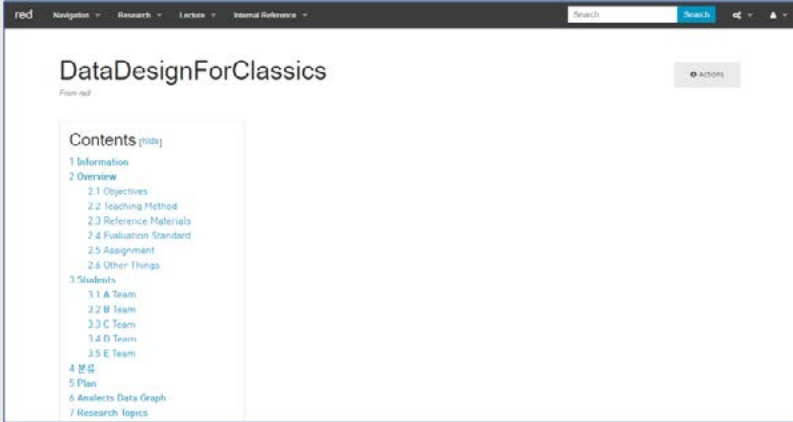 red Navigation Research Lecture Internal Reference Search Search
DataDesignForClassics
Actions
From red
Contents [hide]
1 Information
2 Overview
2.1 Objectives
2.2 Teaching Method
2.3 Reference Materials
2.4 Evaluation Standard
2.5 Assignment
2.6 Other Things
3 Students
3.1 A Team
3.2 B Team
3.3 C Team
3.4 D Team
3.5 E Team
4 분류
5 Plan
6 Analects Data Graph
7 Research Topics